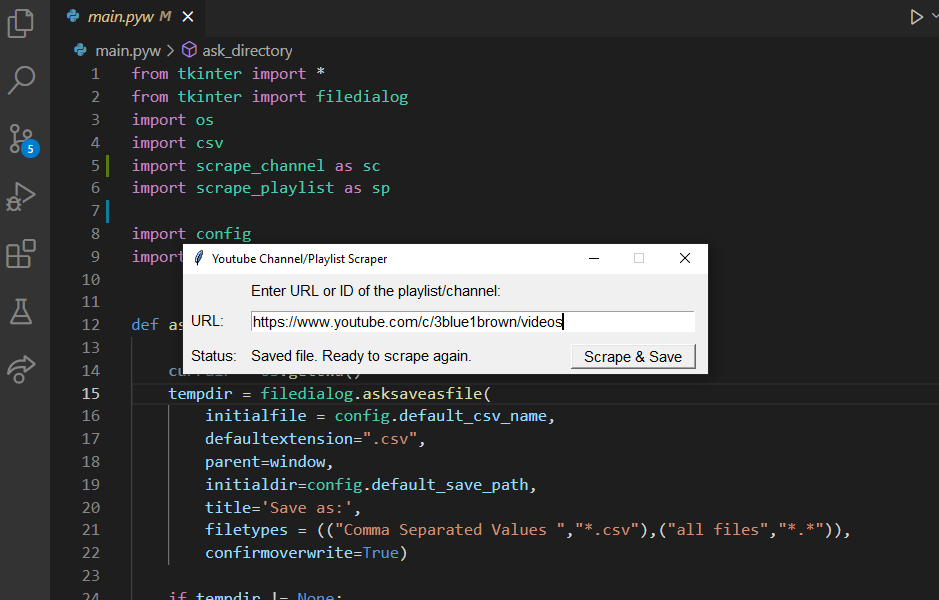 main.pyw M
main.pyw > ask_directory
1 from tkinter import *
2 from tkinter import filedialog
3 import os
4 import csv
5 import scrape_channel as sc
6 import scrape_playlist as sp
7
8 import config
9 import
10
11
12 def as
13
14
15 tempdir = filedialog.asksaveasfile(
16 initialfile = config.default_csv_name,
17 defaultextension=".csv",
18 parent=window,
19 initialdir=config.default_save_path,
20 title='Save as:',
21 filetypes = (("Comma Separated Values ","*.csv"),("all files","*.*")),
22 confirmoverwrite=True)
23
24 if tempdir != None:
5
Youtube Channel/Playlist Scraper
Enter URL or ID of the playlist/channel:
URL: https://www.youtube.com/c/3blue1brown/videos
Status: Saved file. Ready to scrape again. Scrape & Save